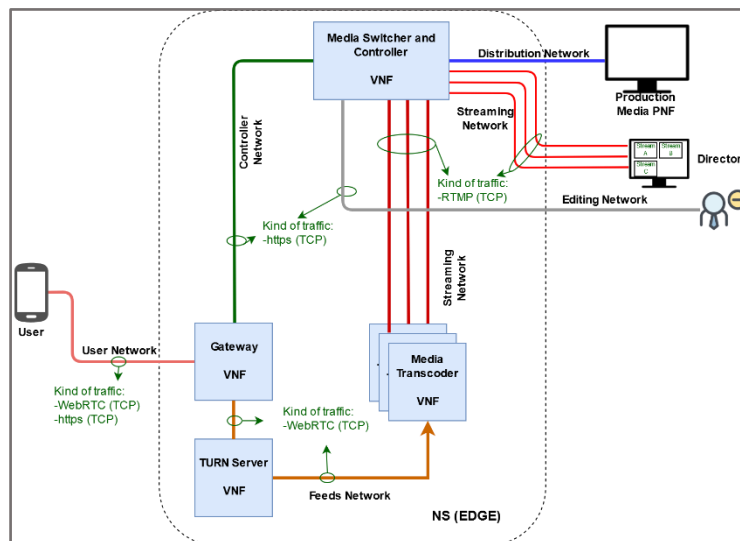 Media Switcher and
Controller
VNF
Distribution Network
Production
Media PNF
Streaming
Network
Stream
A
Stream
B
Stream
C
Director
Controller
Network
Kind of traffic:
-RTMP (TCP)
Editing Network
Kind of traffic:
-https (TCP)
Streaming
Network
User
User Network
Gateway
VNF
Media
Transcoder
VNF
Kind of traffic:
-WebRTC (TCP)
-https (TCP)
Kind of traffic:
-WebRTC (TCP)
TURN Server
VNF
Feeds Network
NS (EDGE)